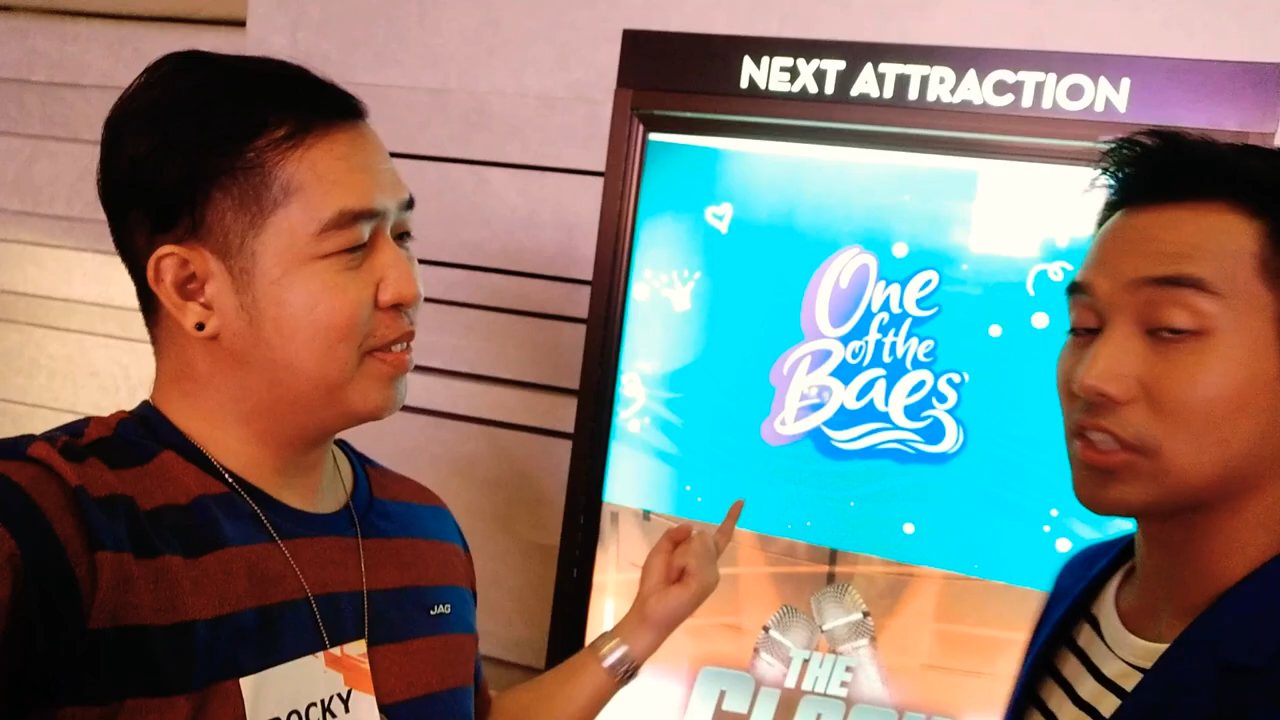 NEXT ATTRACTION
One
of the
Baes
JAG
ROCKY
THE